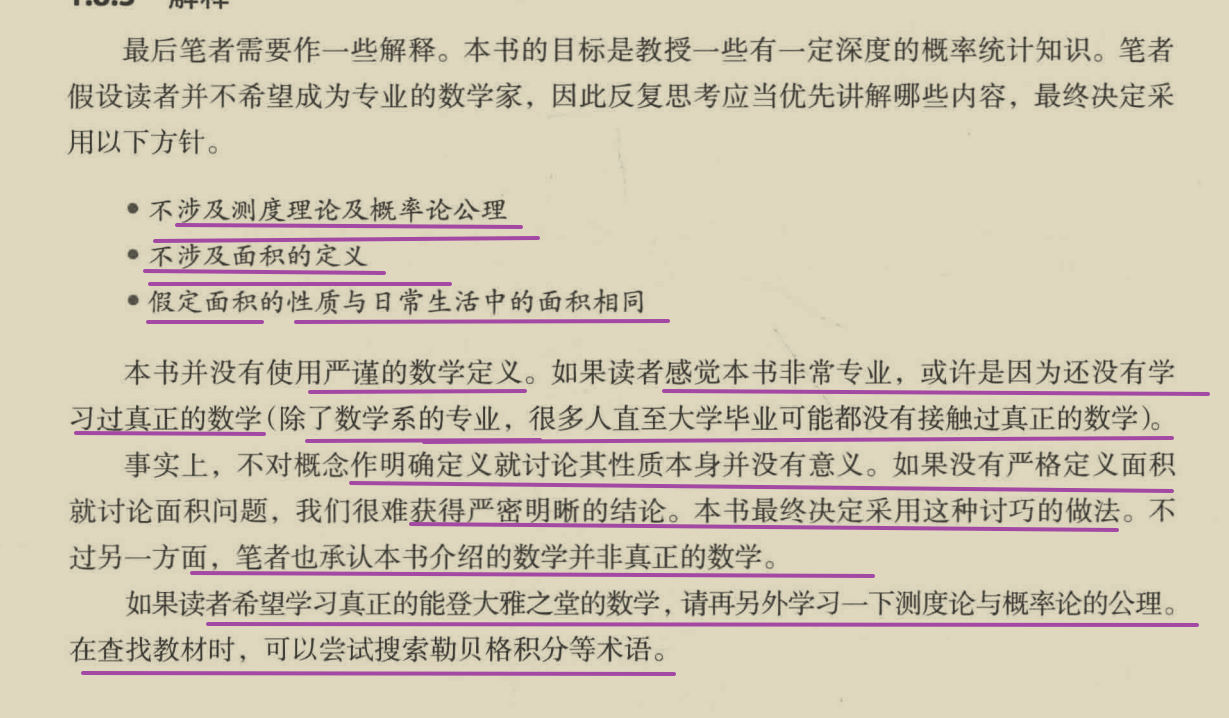 最后笔者需要作一些解释。本书的目标是教授一些有一定深度的概率统计知识。笔者
假设读者并不希望成为专业的数学家，因此反复思考应当优先讲解哪些内容，最终决定采
用以下方针。
• 不涉及测度理论及概率论公理
• 不涉及面积的定义
• 假定面积的性质与日常生活中的面积相同
本书并没有使用严谨的数学定义。如果读者感觉本书非常专业，或许是因为还没有学
习过真正的数学(除了数学系的专业，很多人直至大学毕业可能都没有接触过真正的数学)。
事实上，不对概念作明确定义就讨论其性质本身并没有意义。如果没有严格定义面积
就讨论面积问题，我们很难获得严密明晰的结论。本书最终决定采用这种讨巧的做法。不
过另一方面，笔者也承认本书介绍的数学并非真正的数学。
如果读者希望学习真正的能登大雅之堂的数学，请再另外学习一下测度论与概率论的公理。
在查找教材时，可以尝试搜索勒贝格积分等术语。